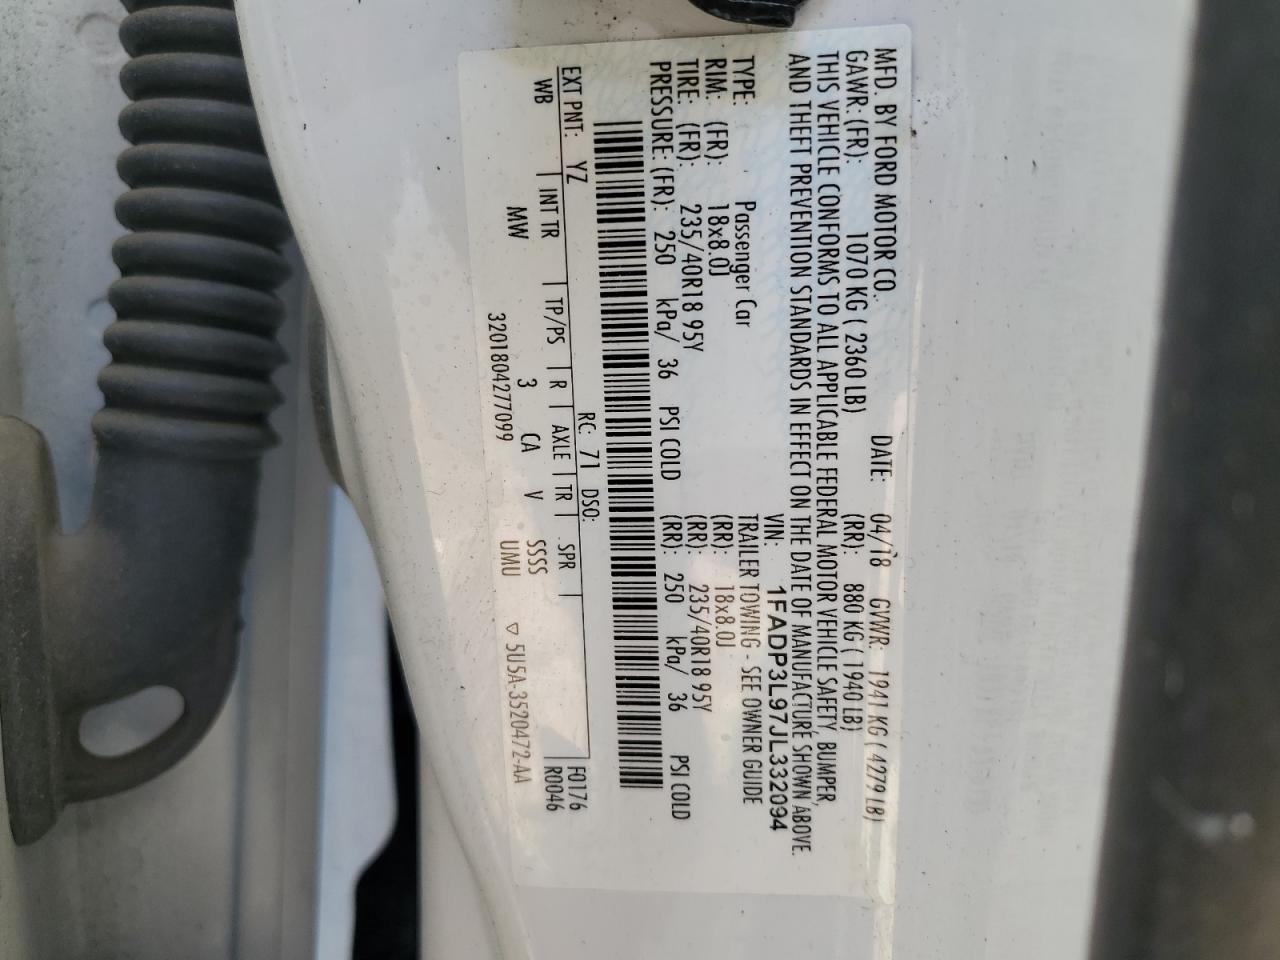 MFD. BY FORD MOTOR CO.
DATE: 04/18 GVWR: 1941 KG ( 4279 LB)
GAWR: (FR): 1070 KG ( 2360 LB) (RR): 880 KG ( 1940 LB)
THIS VEHICLE CONFORMS TO ALL APPLICABLE FEDERAL MOTOR VEHICLE SAFETY, BUMPER,
AND THEFT PREVENTION STANDARDS IN EFFECT ON THE DATE OF MANUFACTURE SHOWN ABOVE.
VIN: 1FADP3L97JL332094
TYPE: Passenger Car TRAILER TOWING - SEE OWNER GUIDE
RIM: (FR): 18x8.0J (RR): 18x8.0J
TIRE: (FR): 235/40R18 95Y (RR): 235/40R18 95Y
PRESSURE: (FR): 250 kPa/ 36 PSI COLD (RR): 250 kPa/ 36 PSI COLD
RC: 71 DSO:
EXT PNT: YZ F0176
WB INT TR TP/PS R AXLE TR SPR R0046
MW 3 CA V SSSS
320180427​7099 UMU
▽ 5U5A-3520472-AA